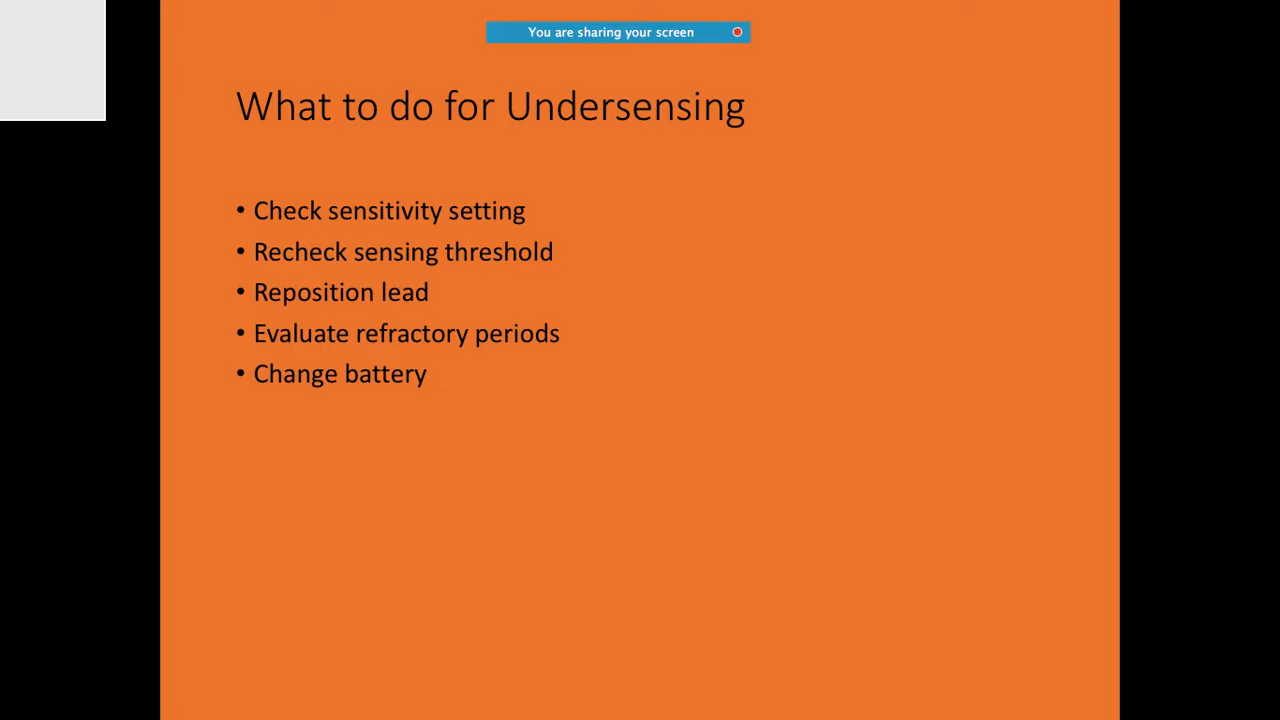 You are sharing your screen
What to do for Undersensing
• Check sensitivity setting
• Recheck sensing threshold
• Reposition lead
• Evaluate refractory periods
• Change battery